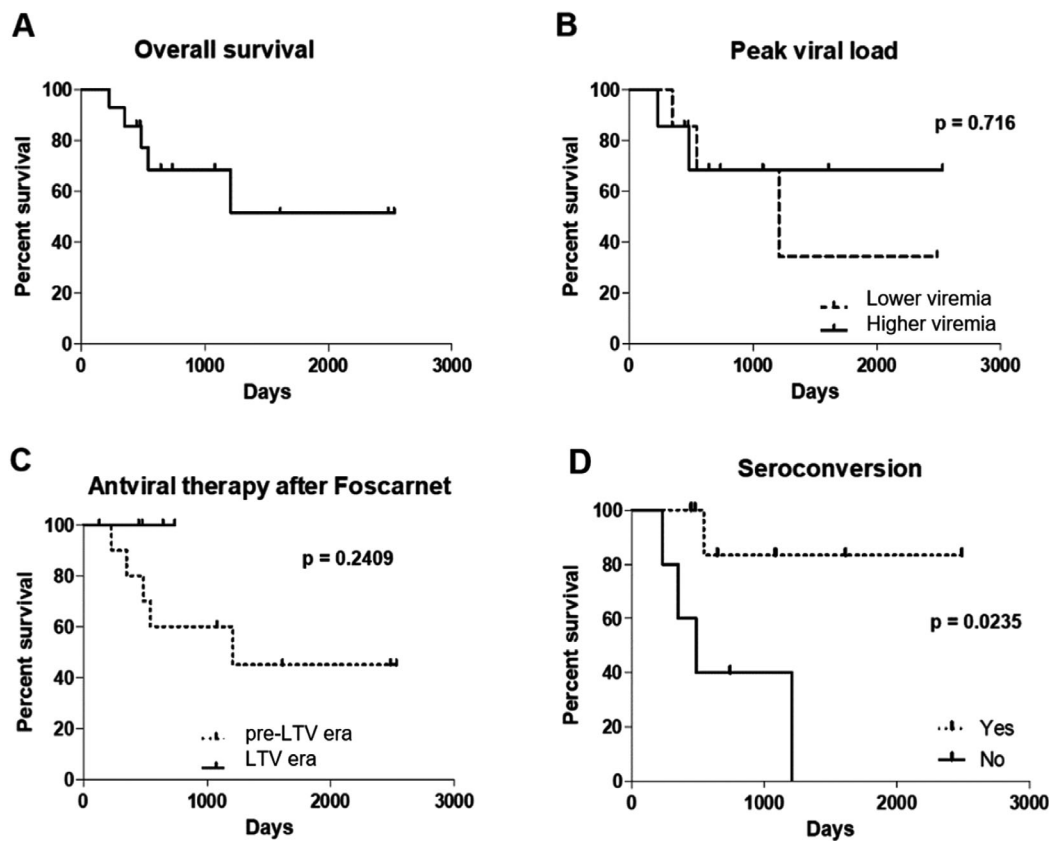 A
Overall survival
Percent survival
100
80
60
40
20
0
0 1000 2000 3000
Days
B
Peak viral load
Percent survival
100
80
60
40
20
0
p = 0.716
Lower viremia
Higher viremia
0 1000 2000 3000
Days
C
Antviral therapy after Foscarnet
Percent survival
100
80
60
40
20
0
p = 0.2409
pre-LTV era
LTV era
0 1000 2000 3000
Days
D
Seroconversion
Percent survival
100
80
60
40
20
0
p = 0.0235
Yes
No
0 1000 2000 3000
Days